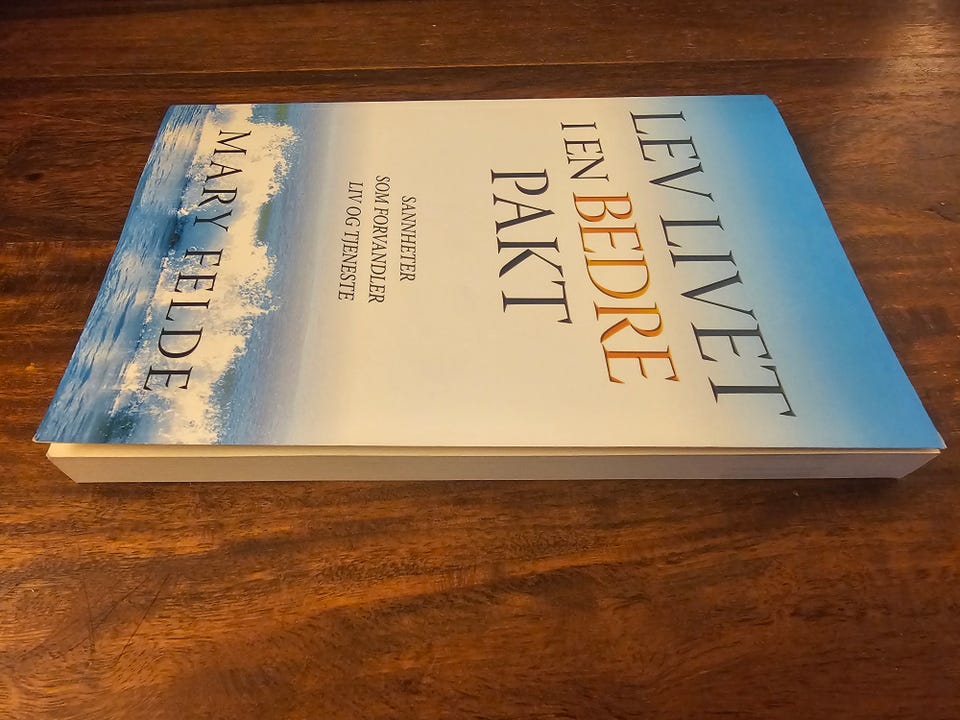 LEV LIVET
I EN BEDRE
PAKT
SANNHETER
SOM FORVANDLER
LIV OG TJENESTE
MARY FELDE